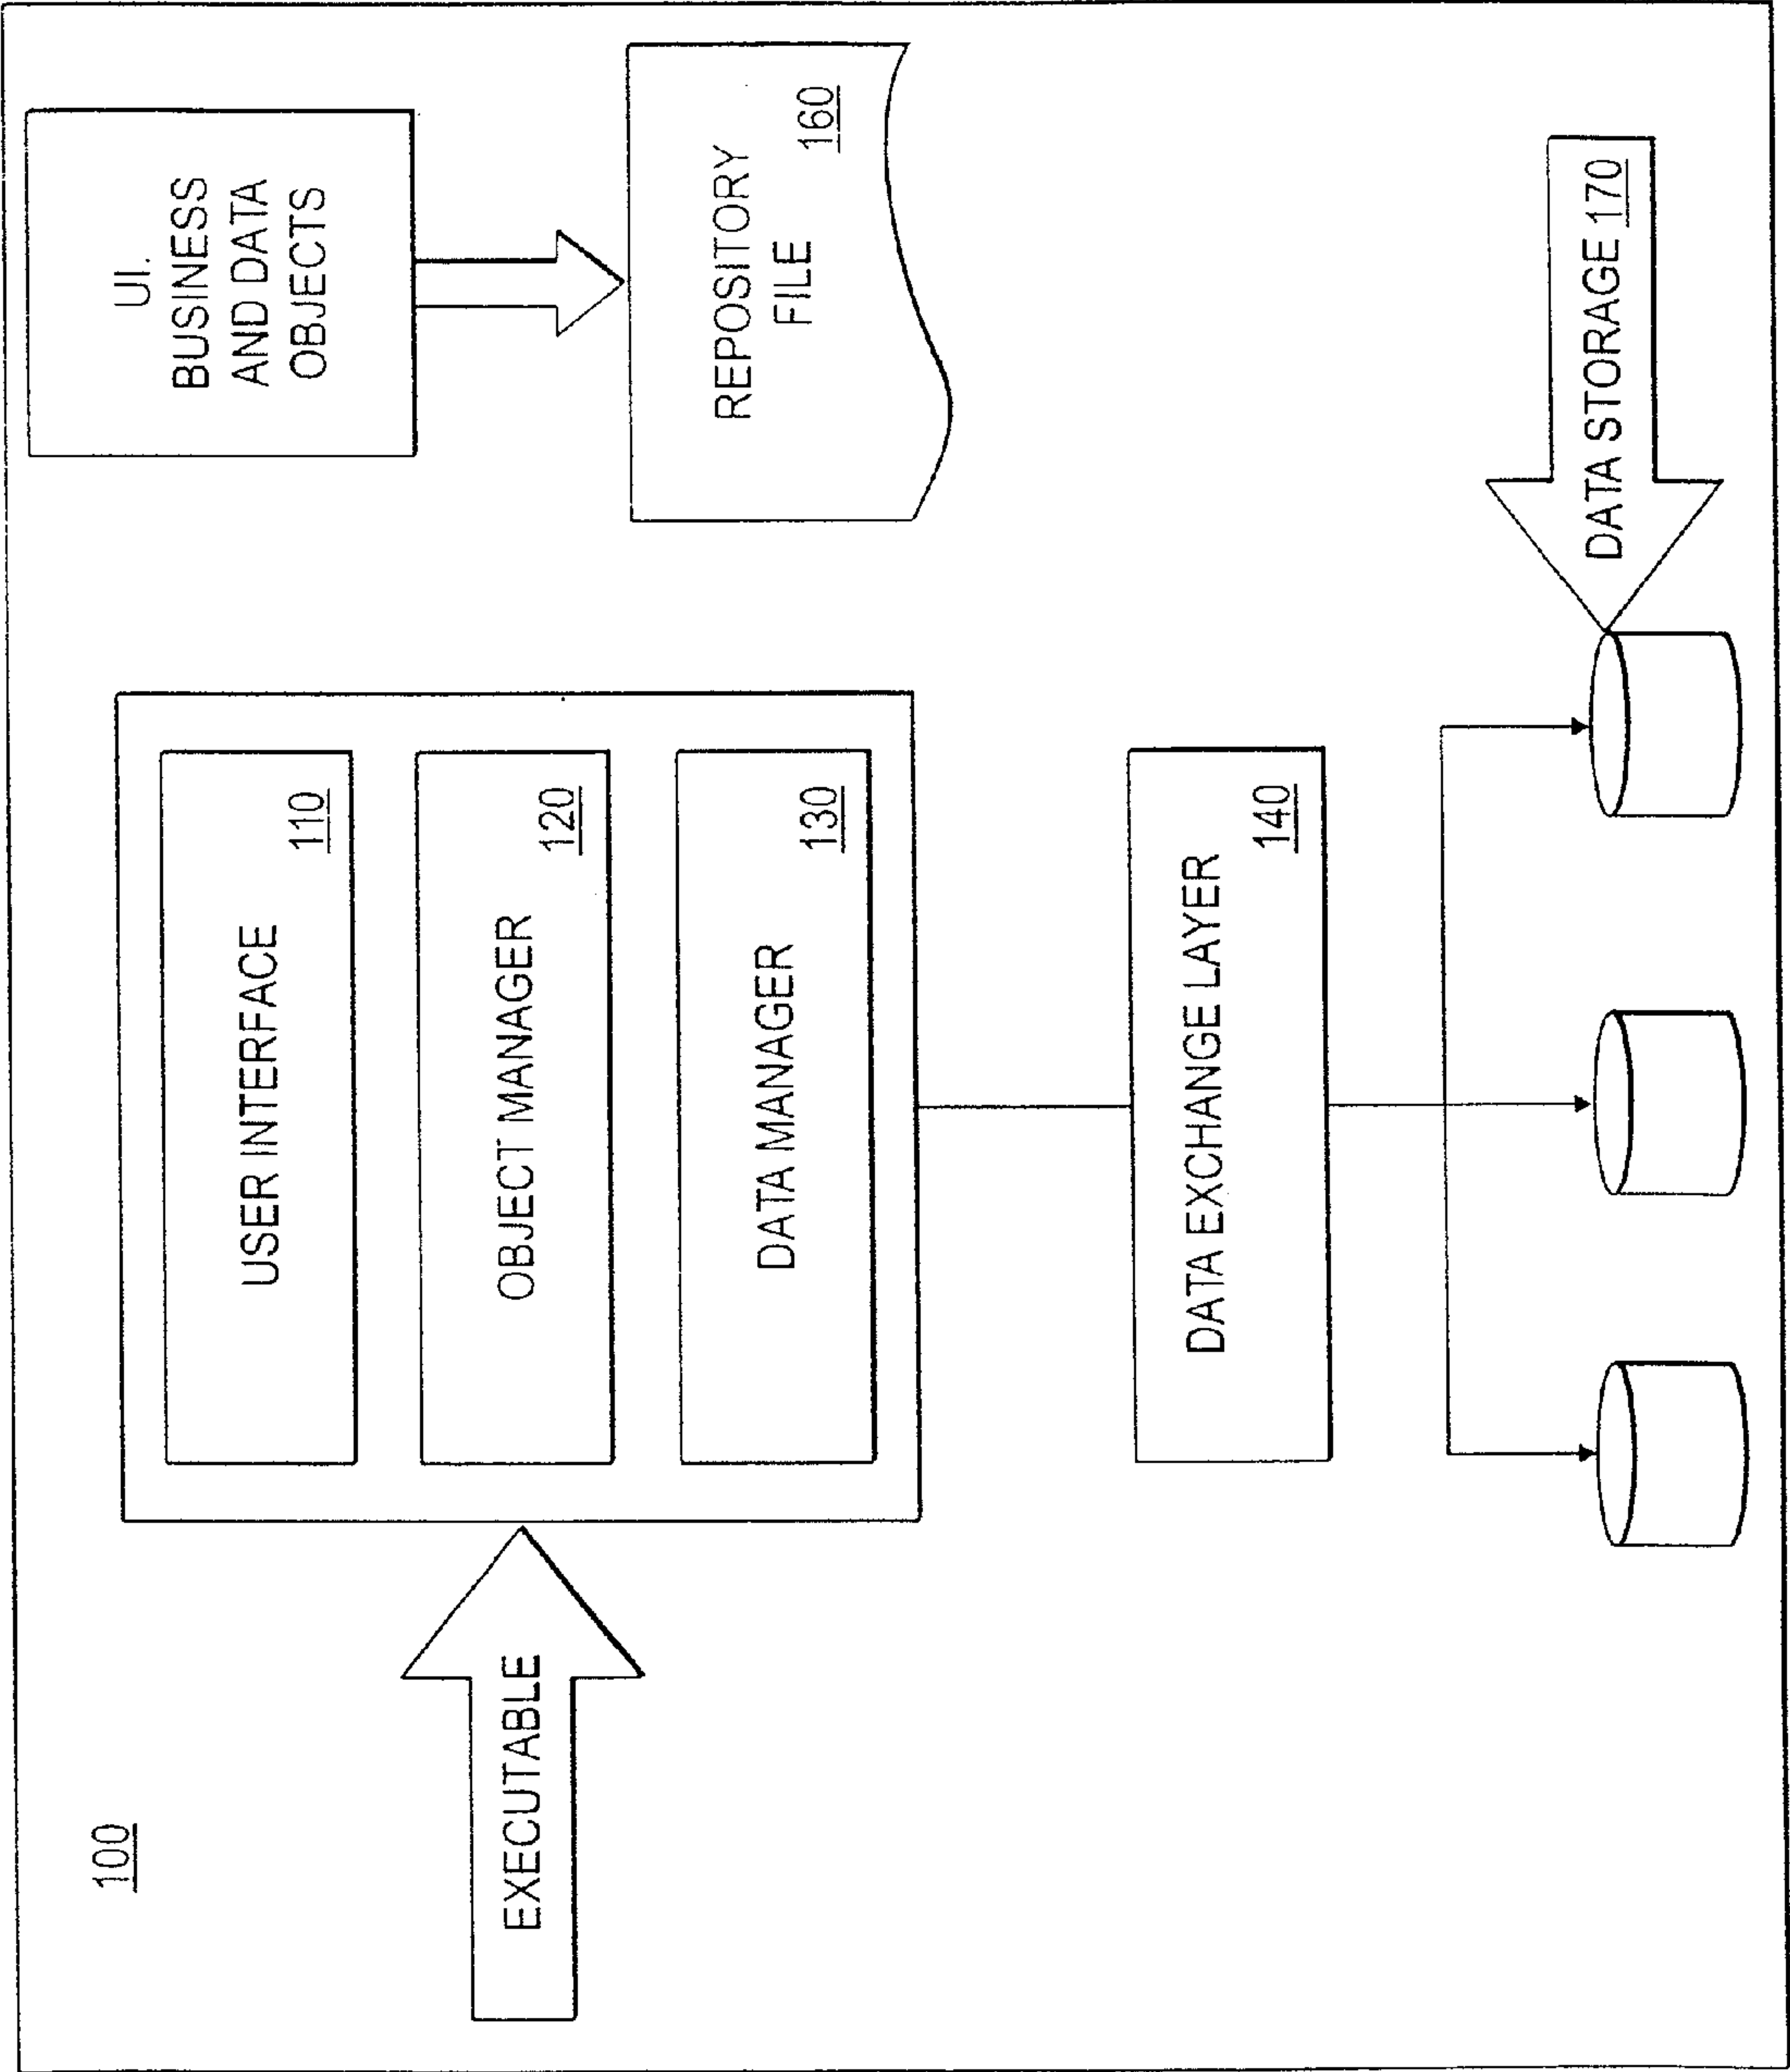 100
EXECUTABLE
USER INTERFACE
110
OBJECT MANAGER
120
DATA MANAGER
130
DATA EXCHANGE LAYER
140
UI.
BUSINESS
AND DATA
OBJECTS
REPOSITORY
FILE
160
DATA STORAGE 170